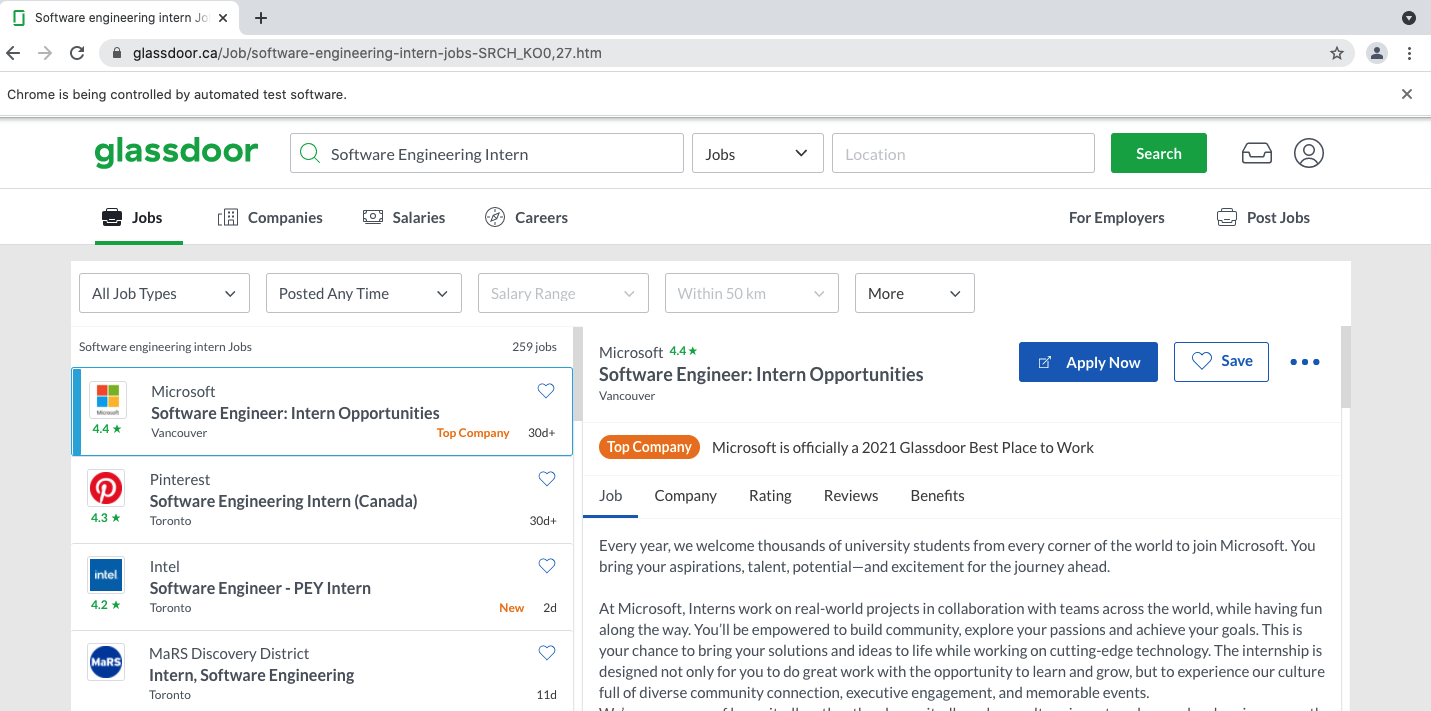 Software engineering intern Jo
glassdoor.ca/Job/software-engineering-intern-jobs-SRCH_KO0,27.htm
Chrome is being controlled by automated test software.
glassdoor Software Engineering Intern Jobs Location Search
Jobs Companies Salaries Careers For Employers Post Jobs
All Job Types Posted Any Time Salary Range Within 50 km More
Software engineering intern Jobs 259 jobs
Microsoft
Microsoft
Software Engineer: Intern Opportunities
4.4 ★
Vancouver Top Company 30d+
Pinterest
Software Engineering Intern (Canada)
4.3 ★
Toronto 30d+
intel
Intel
Software Engineer - PEY Intern
4.2 ★
Toronto New 2d
MaRS
MaRS Discovery District
Intern, Software Engineering
Toronto 11d
Microsoft 4.4 ★
Software Engineer: Intern Opportunities
Vancouver
Apply Now Save
Top Company Microsoft is officially a 2021 Glassdoor Best Place to Work
Job Company Rating Reviews Benefits
Every year, we welcome thousands of university students from every corner of the world to join Microsoft. You
bring your aspirations, talent, potential—and excitement for the journey ahead.
At Microsoft, Interns work on real-world projects in collaboration with teams across the world, while having fun
along the way. You'll be empowered to build community, explore your passions and achieve your goals. This is
your chance to bring your solutions and ideas to life while working on cutting-edge technology. The internship is
designed not only for you to do great work with the opportunity to learn and grow, but to experience our culture
full of diverse community connection, executive engagement, and memorable events.